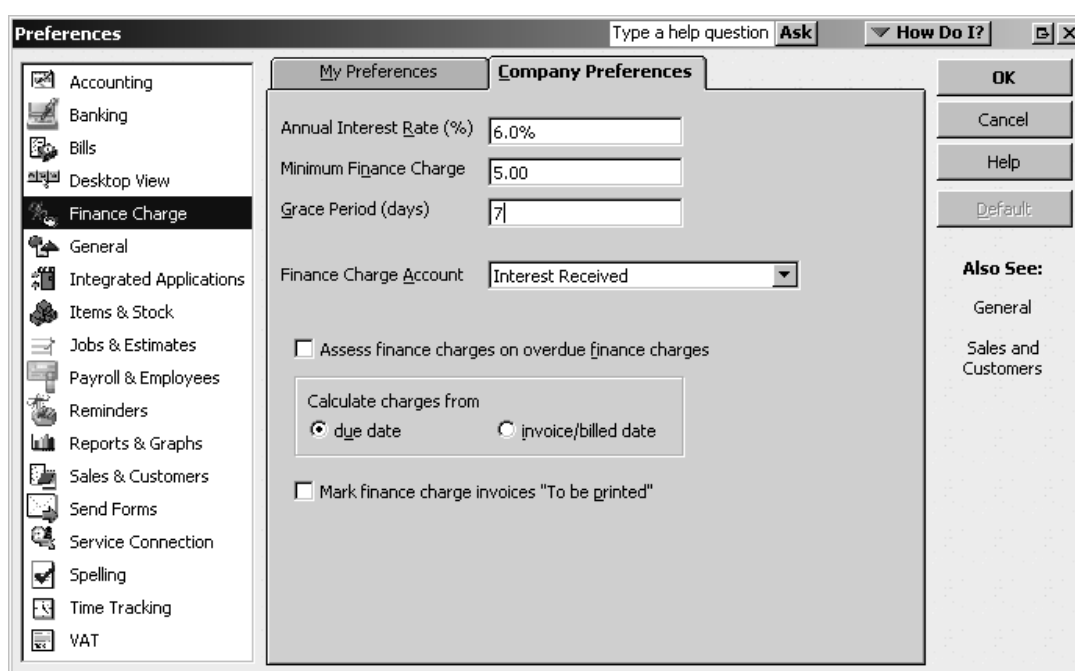 Preferences
Type a help question Ask
How Do I?
Accounting
Banking
Bills
Desktop View
Finance Charge
General
Integrated Applications
Items & Stock
Jobs & Estimates
Payroll & Employees
Reminders
Reports & Graphs
Sales & Customers
Send Forms
Service Connection
Spelling
Time Tracking
VAT
My Preferences
Company Preferences
Annual Interest Rate (%) 6.0%
Minimum Finance Charge 5.00
Grace Period (days) 7
Finance Charge Account Interest Received
Assess finance charges on overdue finance charges
Calculate charges from
due date invoice/billed date
Mark finance charge invoices "To be printed"
OK
Cancel
Help
Default
Also See:
General
Sales and
Customers